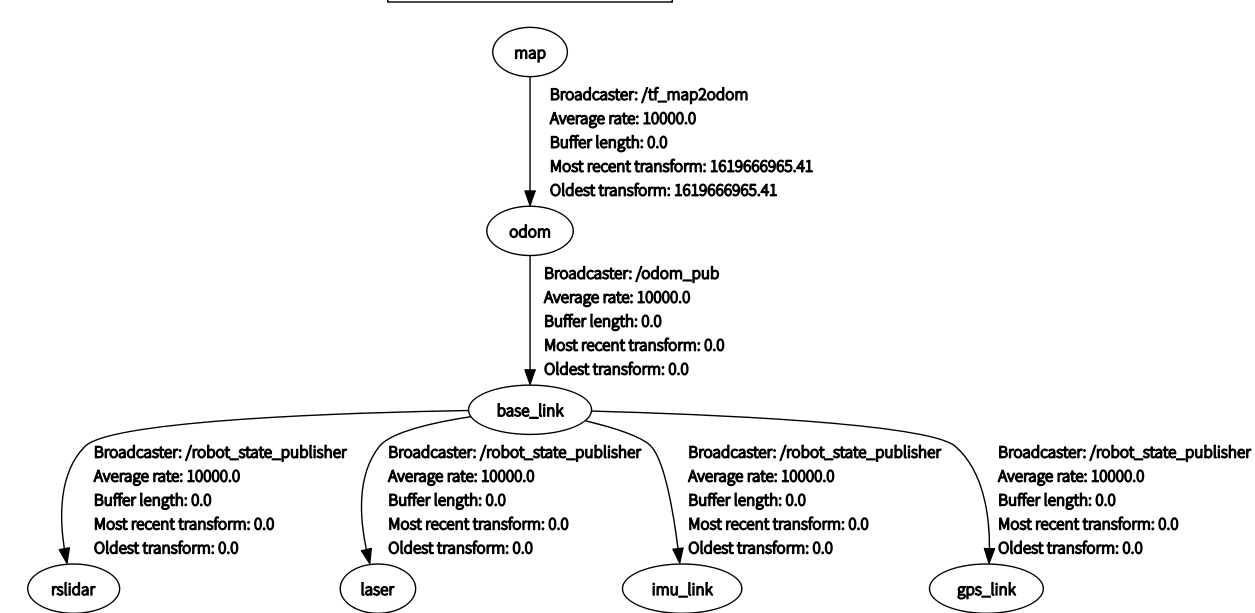 map
Broadcaster: /tf_map2odom
Average rate: 10000.0
Buffer length: 0.0
Most recent transform: 1619666965.41
Oldest transform: 1619666965.41
odom
Broadcaster: /odom_pub
Average rate: 10000.0
Buffer length: 0.0
Most recent transform: 0.0
Oldest transform: 0.0
base_link
Broadcaster: /robot_state_publisher
Average rate: 10000.0
Buffer length: 0.0
Most recent transform: 0.0
Oldest transform: 0.0
rslidar
Broadcaster: /robot_state_publisher
Average rate: 10000.0
Buffer length: 0.0
Most recent transform: 0.0
Oldest transform: 0.0
laser
Broadcaster: /robot_state_publisher
Average rate: 10000.0
Buffer length: 0.0
Most recent transform: 0.0
Oldest transform: 0.0
imu_link
Broadcaster: /robot_state_publisher
Average rate: 10000.0
Buffer length: 0.0
Most recent transform: 0.0
Oldest transform: 0.0
gps_link